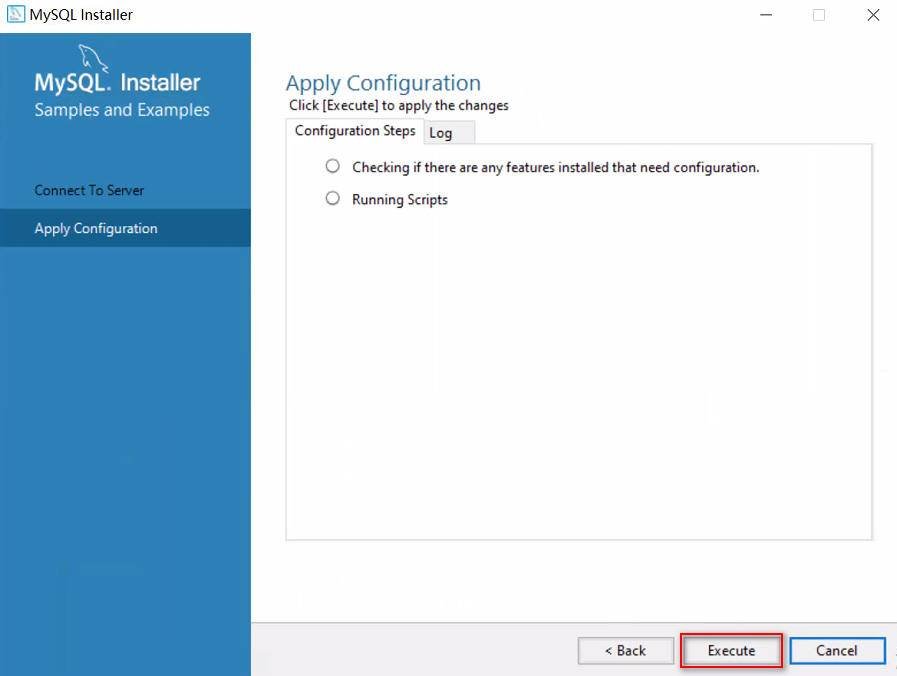 MySQL Installer
MySQL. Installer
Samples and Examples
Connect To Server
Apply Configuration
Apply Configuration
Click [Execute] to apply the changes
Configuration Steps
Log
Checking if there are any features installed that need configuration.
Running Scripts
< Back
Execute
Cancel